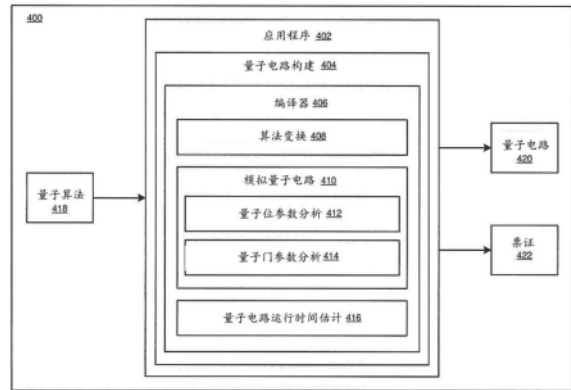 400
应用程序 402
量子电路构建 404
编译器 406
算法变换 408
模拟量子电路 410
量子位参数分析 412
量子门参数分析 414
量子电路运行时间估计 416
量子算法
418
量子电路
420
票证
422